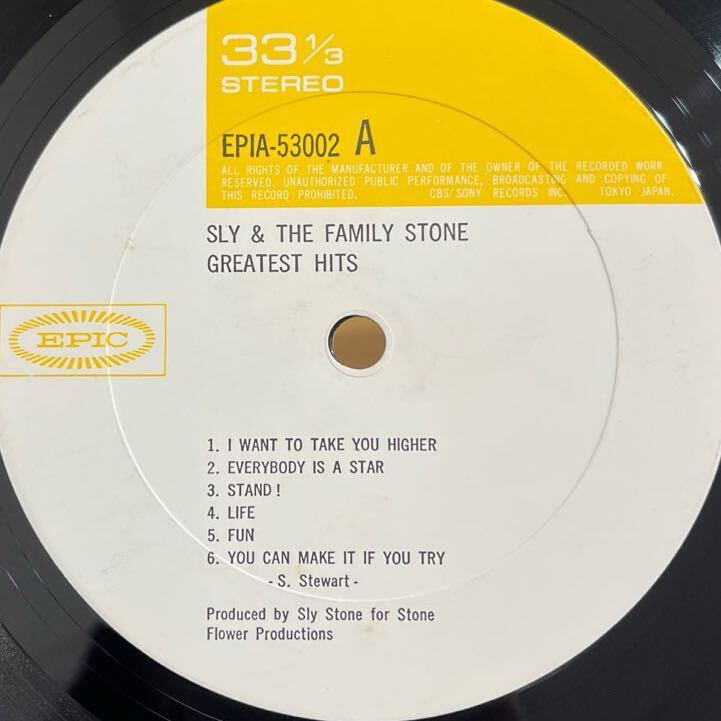 33 1/3
STEREO
EPIA-53002 A
ALL RIGHTS OF THE MANUFACTURER AND OF THE OWNER OF THE RECORDED WORK
RESERVED. UNAUTHORIZED PUBLIC PERFORMANCE, BROADCASTING AND COPYING OF
THIS RECORD PROHIBITED. CBS/SONY RECORDS INC. TOKYO JAPAN.
SLY & THE FAMILY STONE
GREATEST HITS
EPIC
1. I WANT TO TAKE YOU HIGHER
2. EVERYBODY IS A STAR
3. STAND!
4. LIFE
5. FUN
6. YOU CAN MAKE IT IF YOU TRY
- S. Stewart -
Produced by Sly Stone for Stone
Flower Productions